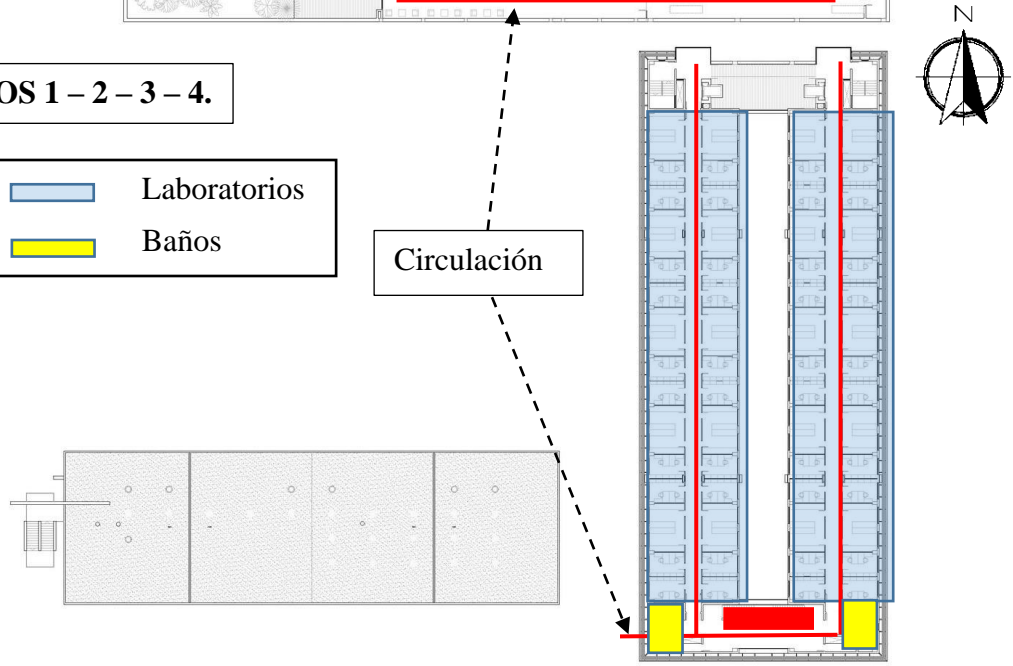 N
OS 1 – 2 – 3 – 4.
Laboratorios
Baños
Circulación